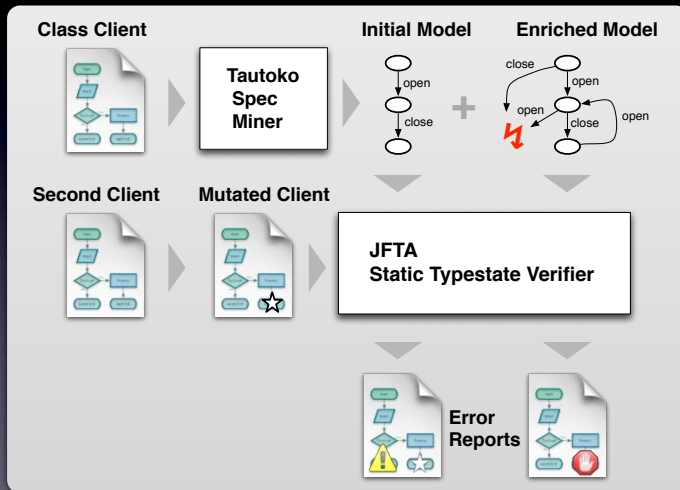 Class Client
Initial Model
Enriched Model
Tautoko
Spec
Miner
open
close
close
open
open
close
open
Second Client
Mutated Client
JFTA
Static Typestate Verifier
Error
Reports